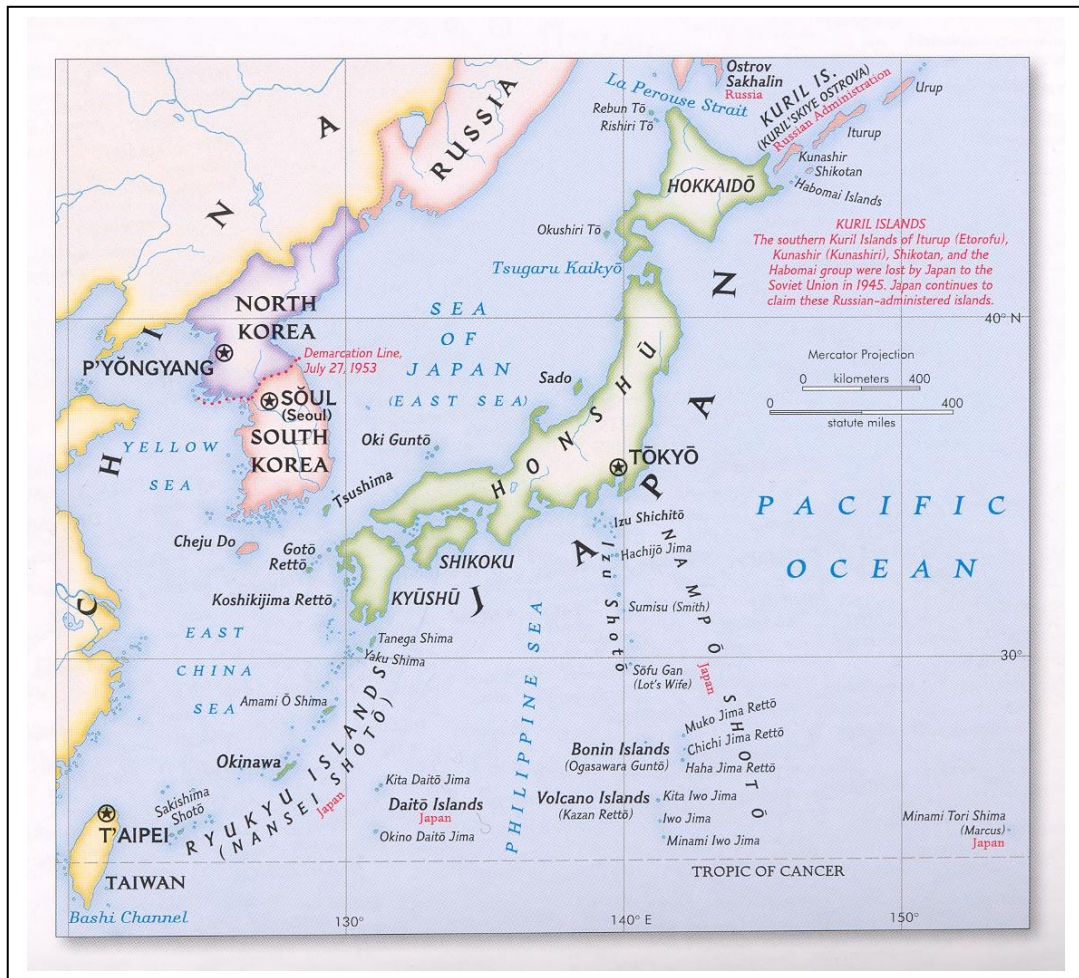 Ostrov
Sakhalin
Russia
La Perouse Strait
Rebun Tō
Rishiri Tō
KURIL IS.
(KURIL'SKIYE OSTROVA)
Russian Administration
Urup
Iturup
Kunashir
Shikotan
Habomai Islands
RUSSIA
CHINA
HOKKAIDŌ
Okushiri Tō
Tsugaru Kaikyō
KURIL ISLANDS
The southern Kuril Islands of Iturup (Etorofu),
Kunashir (Kunashiri), Shikotan, and the
Habomai group were lost by Japan to the
Soviet Union in 1945. Japan continues to
claim these Russian-administered islands.
NORTH
KOREA
P'YŎNGYANG
Demarcation Line,
July 27, 1953
SŎUL
(Seoul)
SOUTH
KOREA
SEA
OF
JAPAN
(EAST SEA)
40° N
Mercator Projection
0 kilometers 400
0 400
statute miles
Sado
HONSHŪ
JAPAN
TŌKYŌ
YELLOW
SEA
Oki Guntō
Tsushima
PACIFIC
OCEAN
Cheju Do
Gotō
Rettō
SHIKOKU
KYŪSHŪ
Koshikijima Rettō
Izu Shichitō
Hachijō Jima
Izu Shotō
NAMPŌ SHOTŌ
Japan
Sumisu (Smith)
EAST
CHINA
SEA
Tanega Shima
Yaku Shima
30°
Sōfu Gan
(Lot's Wife)
PHILIPPINE SEA
Amami Ō Shima
Okinawa
RYUKYU ISLANDS
(NANSEI SHOTŌ)
Japan
Muko Jima Rettō
Bonin Islands
(Ogasawara Guntō)
Chichi Jima Rettō
Haha Jima Rettō
Kita Daitō Jima
Daitō Islands
Japan
Okino Daitō Jima
Volcano Islands
(Kazan Rettō)
Kita Iwo Jima
Iwo Jima
Minami Iwo Jima
Sakishima
Shotō
Minami Tori Shima
(Marcus)
Japan
T'AIPEI
TAIWAN
TROPIC OF CANCER
Bashi Channel
130°
140° E
150°